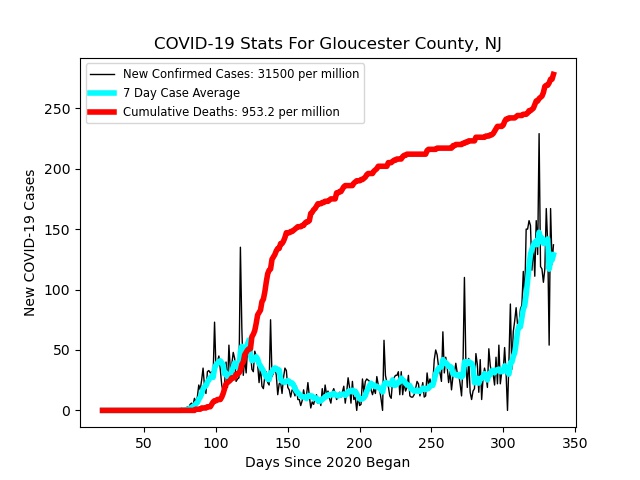 COVID-19 Stats For Gloucester County, NJ
New Confirmed Cases: 31500 per million
7 Day Case Average
Cumulative Deaths: 953.2 per million
New COVID-19 Cases
250
200
150
100
50
0
50 100 150 200 250 300 350
Days Since 2020 Began